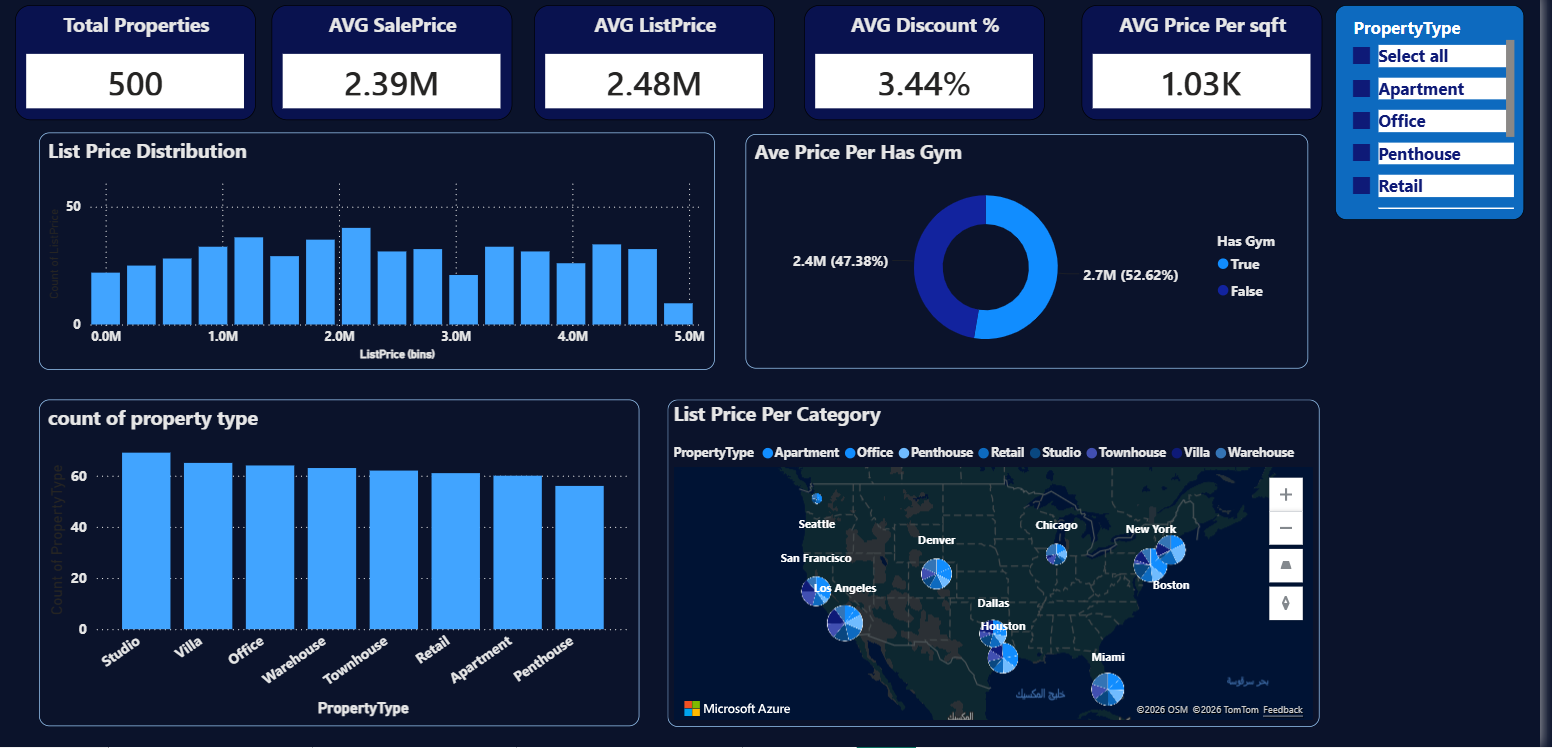 Total Properties
500
AVG SalePrice
2.39M
AVG ListPrice
2.48M
AVG Discount %
3.44%
AVG Price Per sqft
1.03K
PropertyType
Select all
Apartment
Office
Penthouse
Retail
List Price Distribution
Count of ListPrice
50
0
0.0M 1.0M 2.0M 3.0M 4.0M 5.0M
ListPrice (bins)
Ave Price Per Has Gym
2.4M (47.38%)
2.7M (52.62%)
Has Gym
True
False
count of property type
Count of PropertyType
60
40
20
0
Studio Villa Office Warehouse Townhouse Retail Apartment Penthouse
PropertyType
List Price Per Category
PropertyType Apartment Office Penthouse Retail Studio Townhouse Villa Warehouse
Seattle
Chicago
New York
Denver
San Francisco
Los Angeles
Boston
Dallas
Houston
Miami
بحر سرقوسة
خليج المكسيك
المكسيك
Microsoft Azure
©2026 OSM ©2026 TomTom Feedback